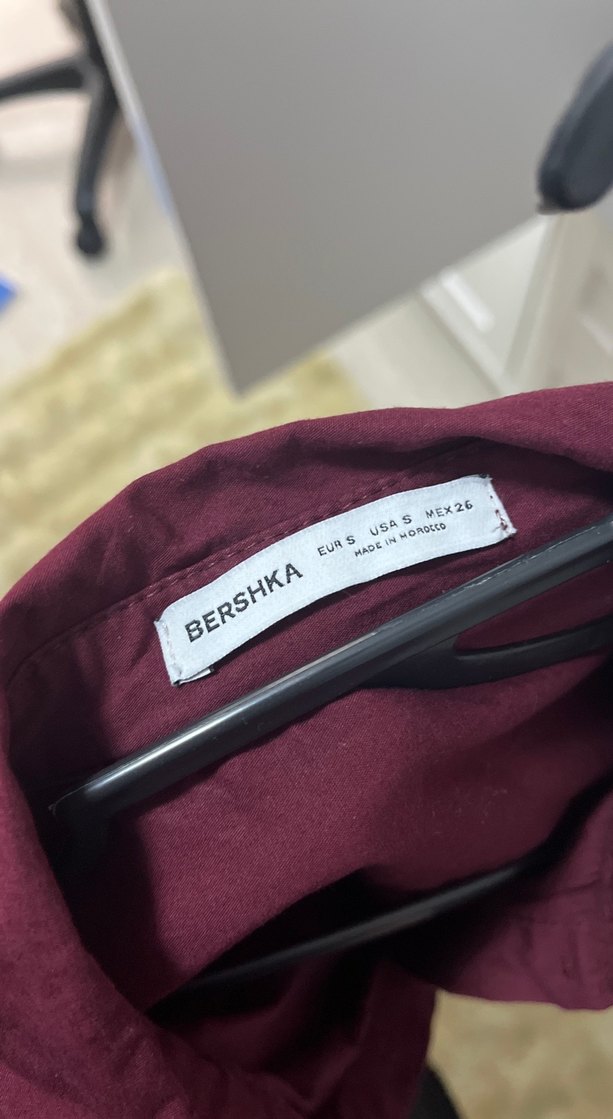 BERSHKA
EUR S USA S MEX 26
MADE IN MOROCCO